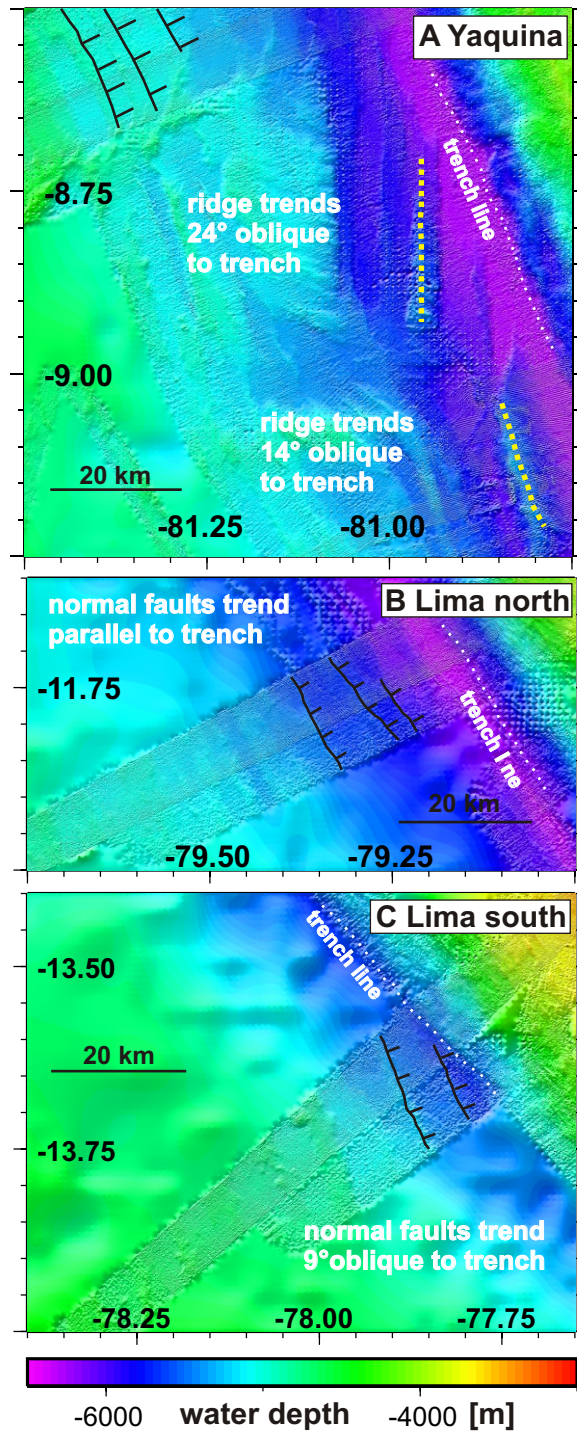 A Yaquina
trench line
-8.75
ridge trends
24° oblique
to trench
-9.00
ridge trends
14° oblique
to trench
20 km
-81.25
-81.00
B Lima north
normal faults trend
parallel to trench
-11.75
trench l ne
20 km
-79.50
-79.25
C Lima south
trench line
-13.50
20 km
-13.75
normal faults trend
9°oblique to trench
-78.25
-78.00
-77.75
-6000
water depth
-4000
[m]